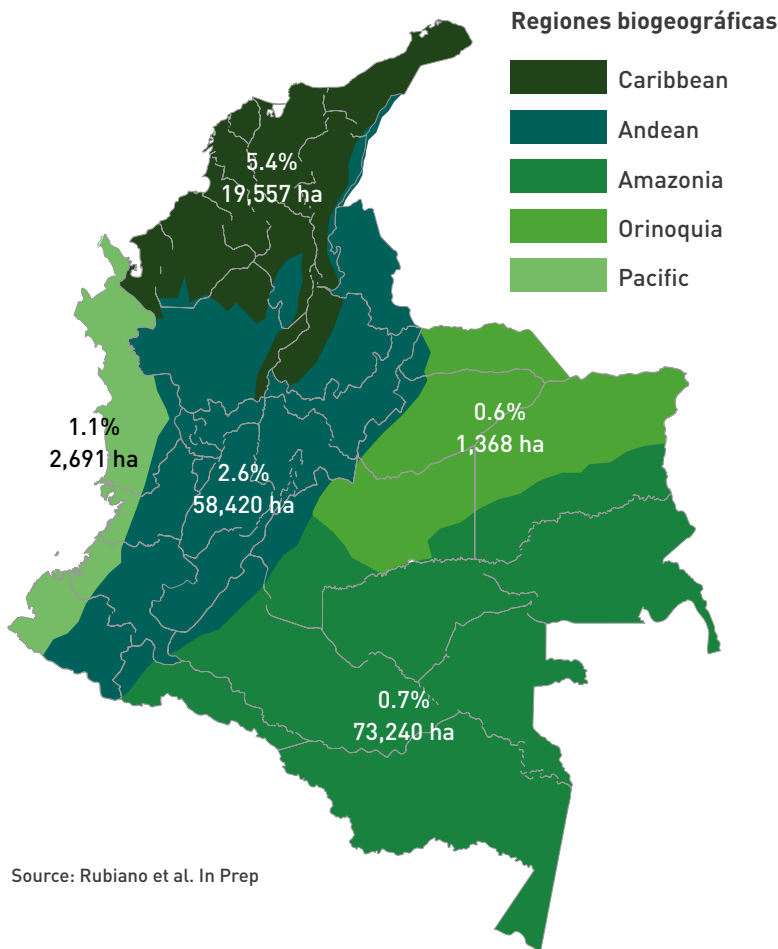 Regiones biogeográficas
Caribbean
Andean
Amazonia
Orinoquia
Pacific
5.4%
19,557 ha
1.1%
2,691 ha
0.6%
1,368 ha
2.6%
58,420 ha
0.7%
73,240 ha
Source: Rubiano et al. In Prep